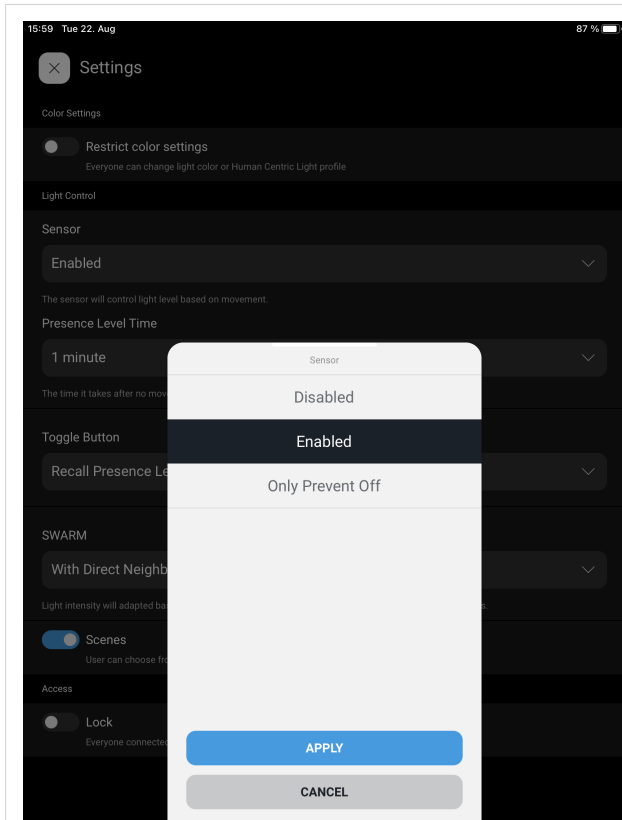 15:59 Tue 22. Aug 87 %
Settings
Color Settings
Restrict color settings
Everyone can change light color or Human Centric Light profile
Light Control
Sensor
Enabled
The sensor will control light level based on movement.
Presence Level Time
1 minute
The time it takes after no mov
Toggle Button
Recall Presence Le
SWARM
With Direct Neighb
Light intensity will adapted ba
s.
Scenes
User can choose fro
Access
Lock
Everyone connected
Sensor
Disabled
Enabled
Only Prevent Off
APPLY
CANCEL